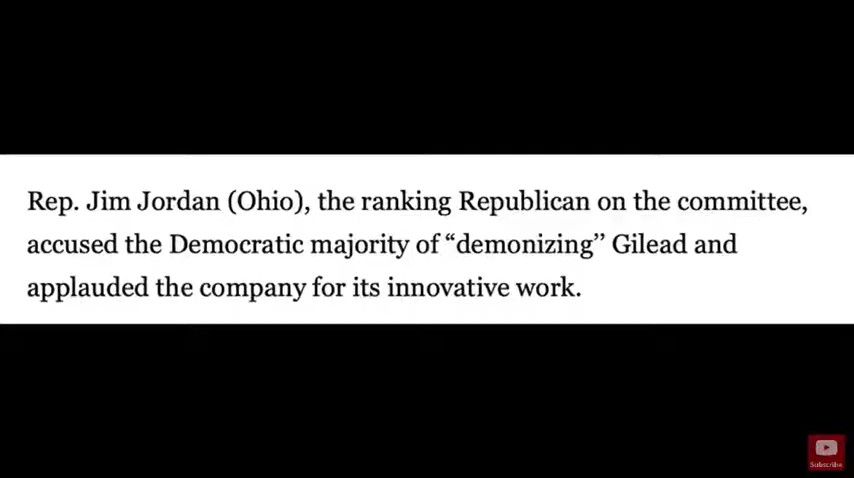 Rep. Jim Jordan (Ohio), the ranking Republican on the committee,
accused the Democratic majority of “demonizing’’ Gilead and
applauded the company for its innovative work.
Subscribe